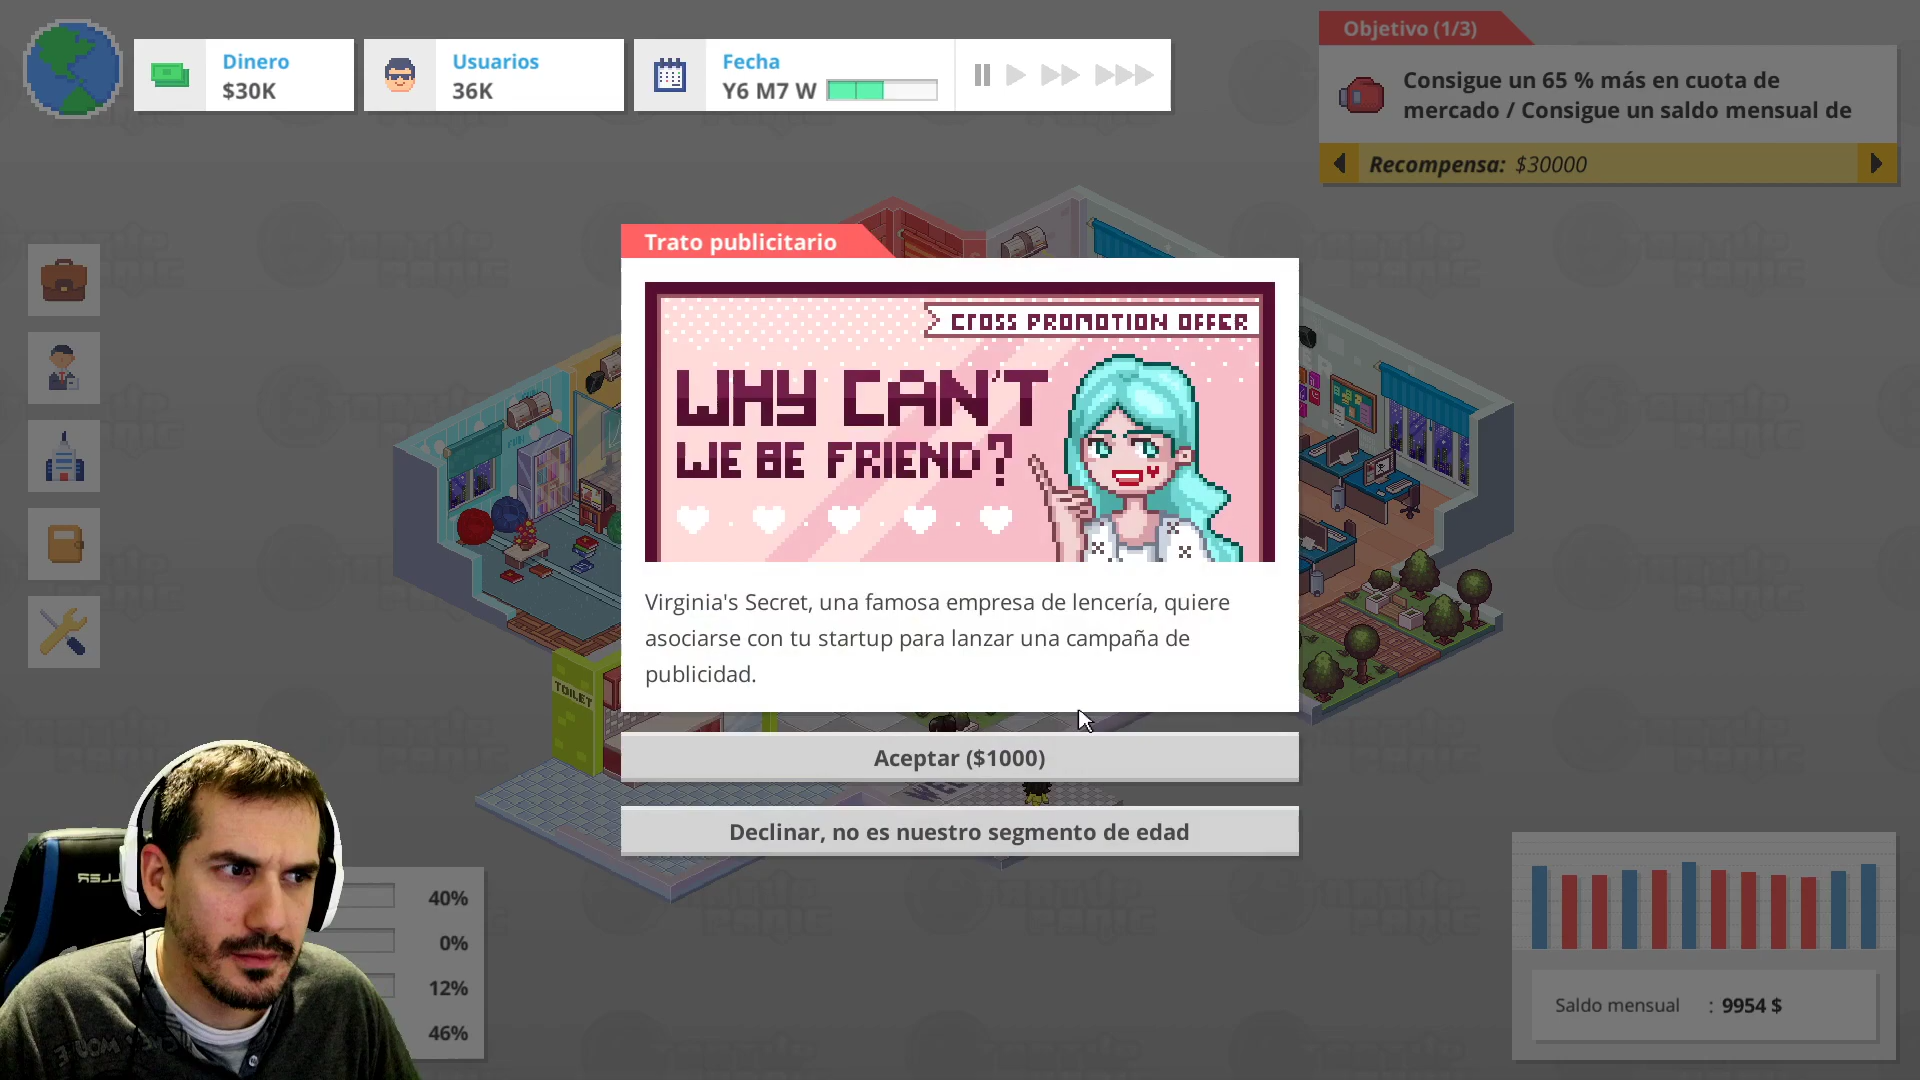 Dinero
$30K
Usuarios
36K
Fecha
Y6 M7 W
Objetivo (1/3)
Consigue un 65 % más en cuota de
mercado / Consigue un saldo mensual de
Recompensa: $30000
Trato publicitario
CROSS PROMOTION OFFER
WHY CAN'T
WE BE FRIEND?
Virginia's Secret, una famosa empresa de lencería, quiere
asociarse con tu startup para lanzar una campaña de
publicidad.
Aceptar ($1000)
Declinar, no es nuestro segmento de edad
TOILET
40%
0%
12%
46%
Saldo mensual : 9954 $